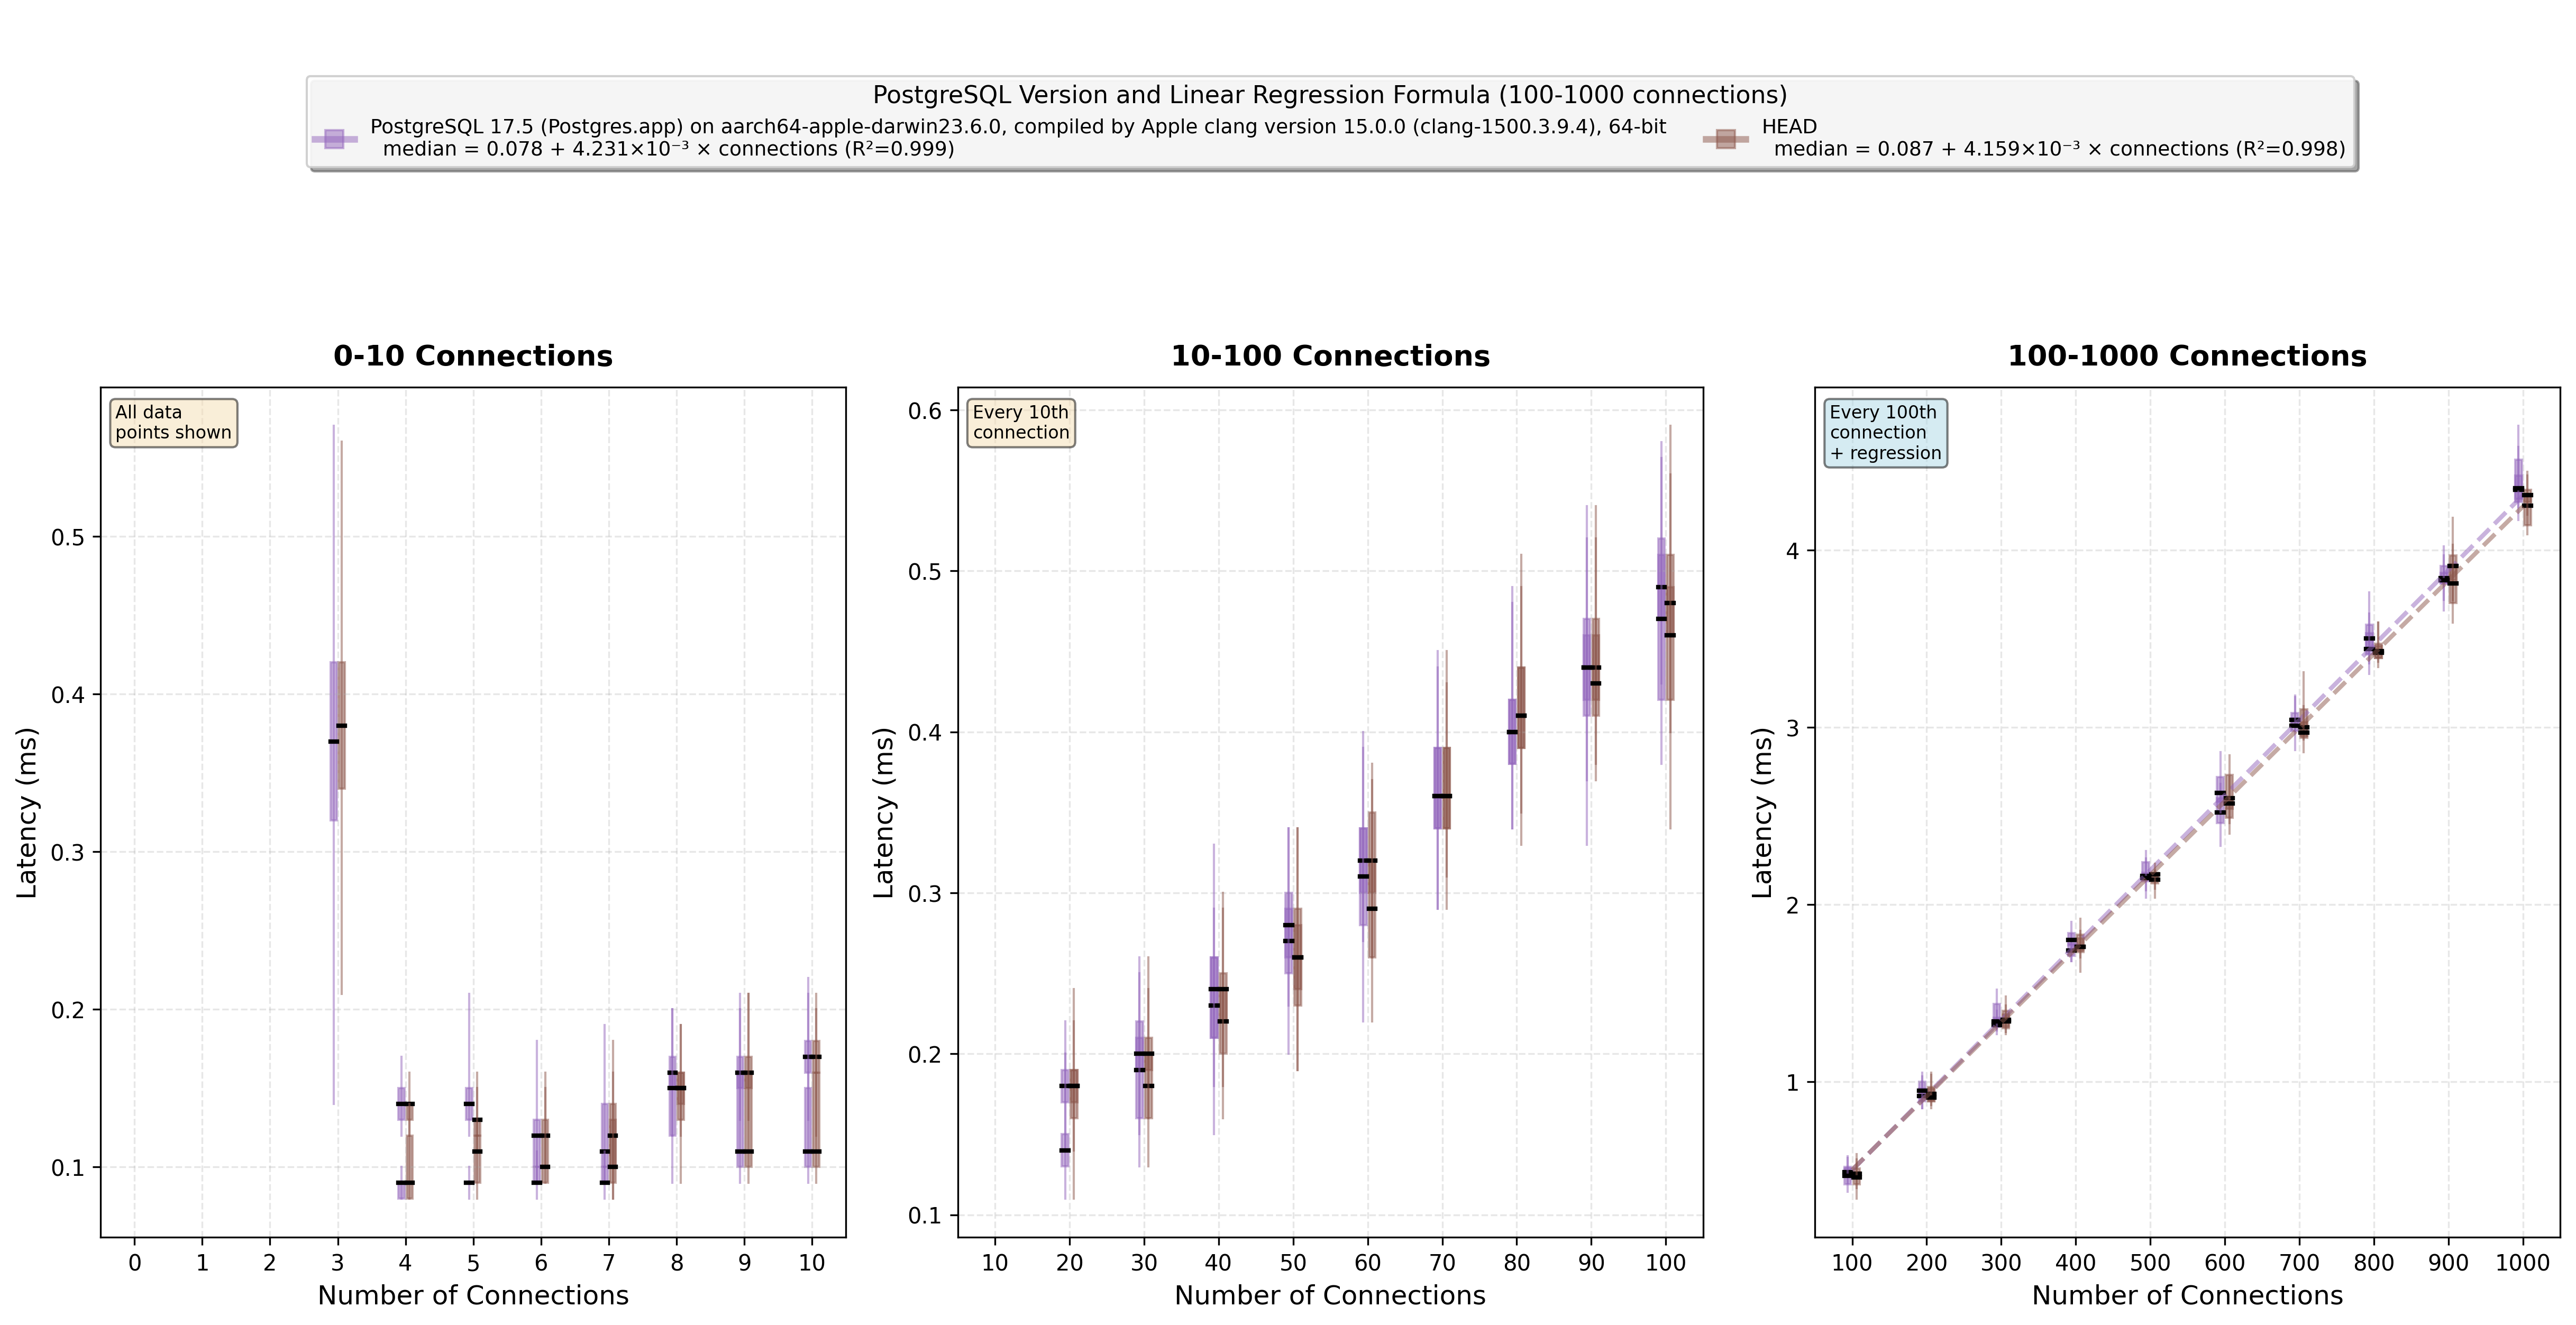 PostgreSQL Version and Linear Regression Formula (100-1000 connections)
PostgreSQL 17.5 (Postgres.app) on aarch64-apple-darwin23.6.0, compiled by Apple clang version 15.0.0 (clang-1500.3.9.4), 64-bit
median = 0.078 + 4.231×10⁻³ × connections (R²=0.999)
HEAD
median = 0.087 + 4.159×10⁻³ × connections (R²=0.998)
0-10 Connections
All data
points shown
Latency (ms)
0.5
0.4
0.3
0.2
0.1
0 1 2 3 4 5 6 7 8 9 10
Number of Connections
10-100 Connections
Every 10th
connection
Latency (ms)
0.6
0.5
0.4
0.3
0.2
0.1
10 20 30 40 50 60 70 80 90 100
Number of Connections
100-1000 Connections
Every 100th
connection
+ regression
Latency (ms)
4
3
2
1
100 200 300 400 500 600 700 800 900 1000
Number of Connections